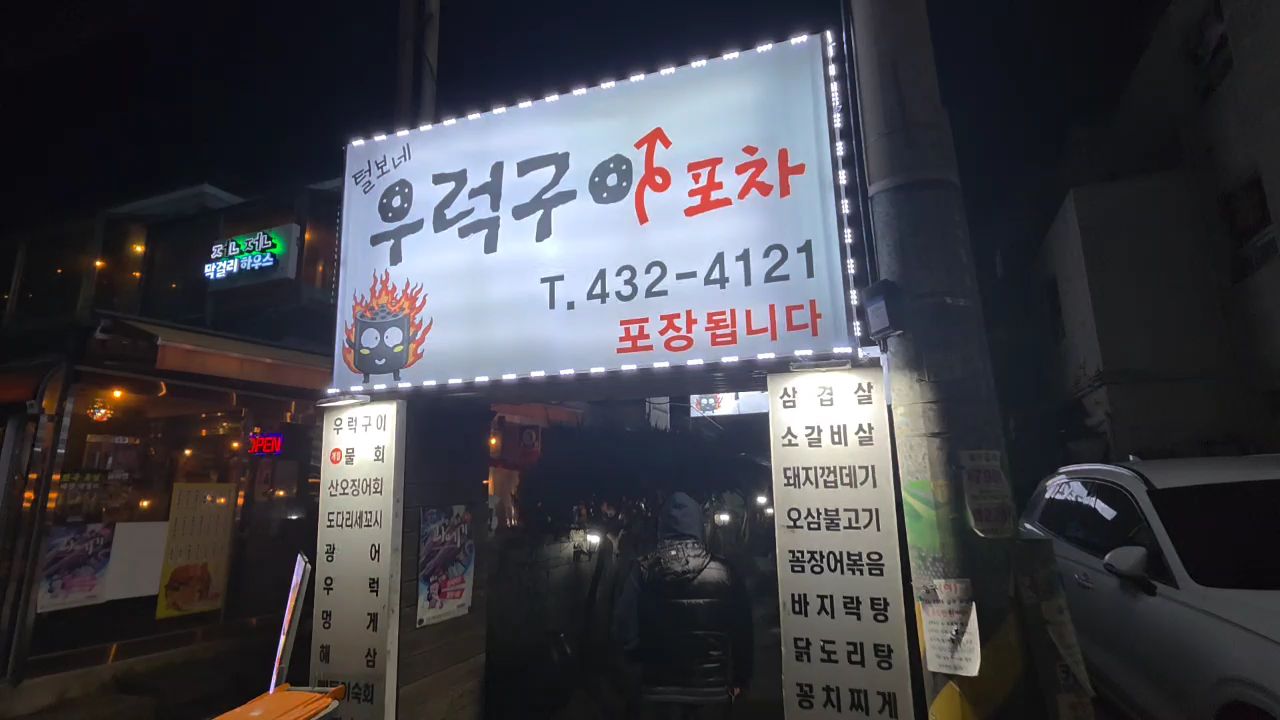 털보네
우럭구이포차
T.432-4121
포장됩니다
막걸리하우스
OPEN
우럭구이
물회
산오징어회
도다리세꼬시
광어
우럭
멍게
해삼
삼겹살
소갈비살
돼지껍데기
오삼불고기
꼼장어볶음
바지락탕
닭도리탕
꽁치찌게